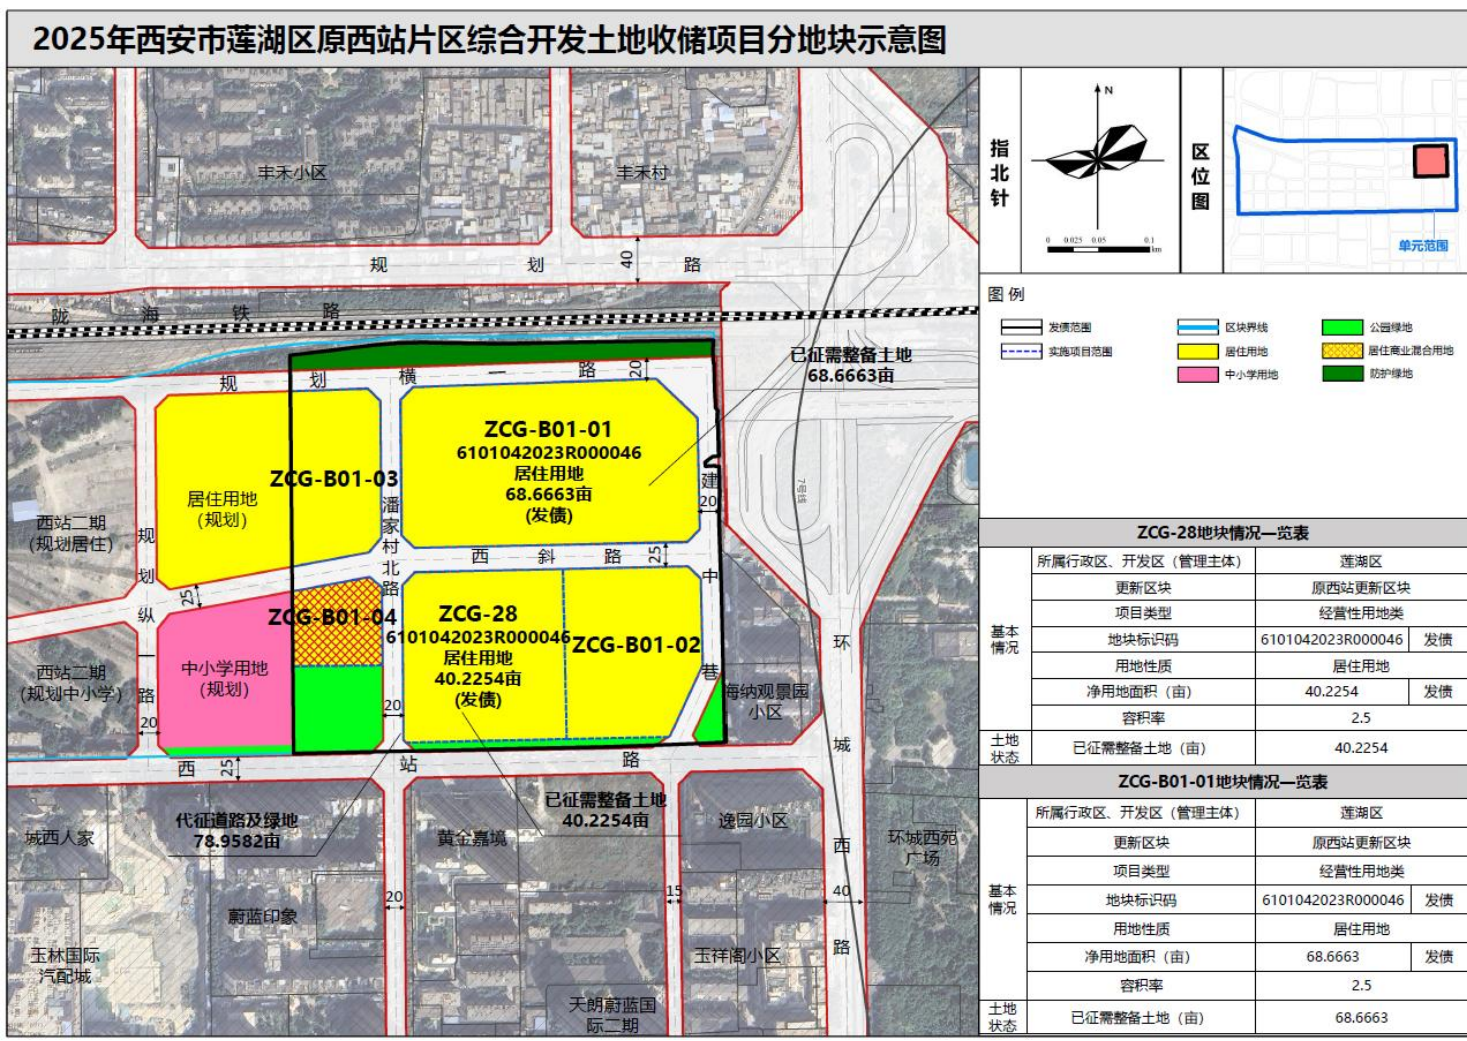 2025年西安市莲湖区原西站片区综合开发土地收储项目分地块示意图
丰禾小区
丰禾村
规划路
40
陇海铁路
规划横一路
20
已征需整备土地
68.6663亩
ZCG-B01-01
6101042023R000046
居住用地
68.6663亩
(发债)
ZCG-B01-03
居住用地
(规划)
潘家村北路
建中巷
20
7号线
西站二期
(规划居住)
规划纵一路
西斜路
25
25
ZCG-B01-04
ZCG-28
6101042023R000046
居住用地
40.2254亩
(发债)
ZCG-B01-02
中小学用地
(规划)
西站二期
(规划中小学)
20
20
海纳观景园
小区
环城西路
西站路
25
代征道路及绿地
78.9582亩
已征需整备土地
40.2254亩
城西人家
黄金嘉境
逸园小区
环城西苑
广场
蔚蓝印象
20
15
40
玉林国际
汽配城
玉祥阁小区
天朗蔚蓝国
际二期
指北针
N
0 0.025 0.05 0.1
km
区位图
单元范围
图例
发债范围
区块界线
公园绿地
实施项目范围
居住用地
居住商业混合用地
中小学用地
防护绿地
ZCG-28地块情况一览表
基本情况
所属行政区、开发区（管理主体） 莲湖区
更新区块 原西站更新区块
项目类型 经营性用地类
地块标识码 6101042023R000046 发债
用地性质 居住用地
净用地面积（亩） 40.2254 发债
容积率 2.5
土地状态 已征需整备土地（亩） 40.2254
ZCG-B01-01地块情况一览表
基本情况
所属行政区、开发区（管理主体） 莲湖区
更新区块 原西站更新区块
项目类型 经营性用地类
地块标识码 6101042023R000046 发债
用地性质 居住用地
净用地面积（亩） 68.6663 发债
容积率 2.5
土地状态 已征需整备土地（亩） 68.6663